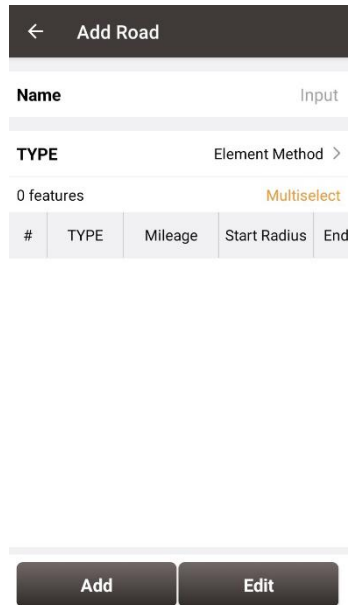 Add Road
Name Input
TYPE Element Method
0 features Multiselect
# TYPE Mileage Start Radius End
Add Edit